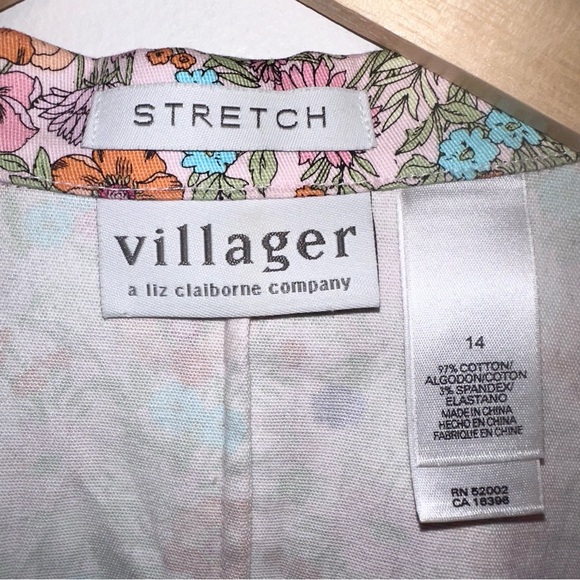 STRETCH
villager
a liz claiborne company
14
97% COTTON/
ALGODON/COTON
3% SPANDEX/
ELASTANO
MADE IN CHINA
HECHO EN CHINA
FABRIQUE EN CHINE
RN 52002
CA 18396